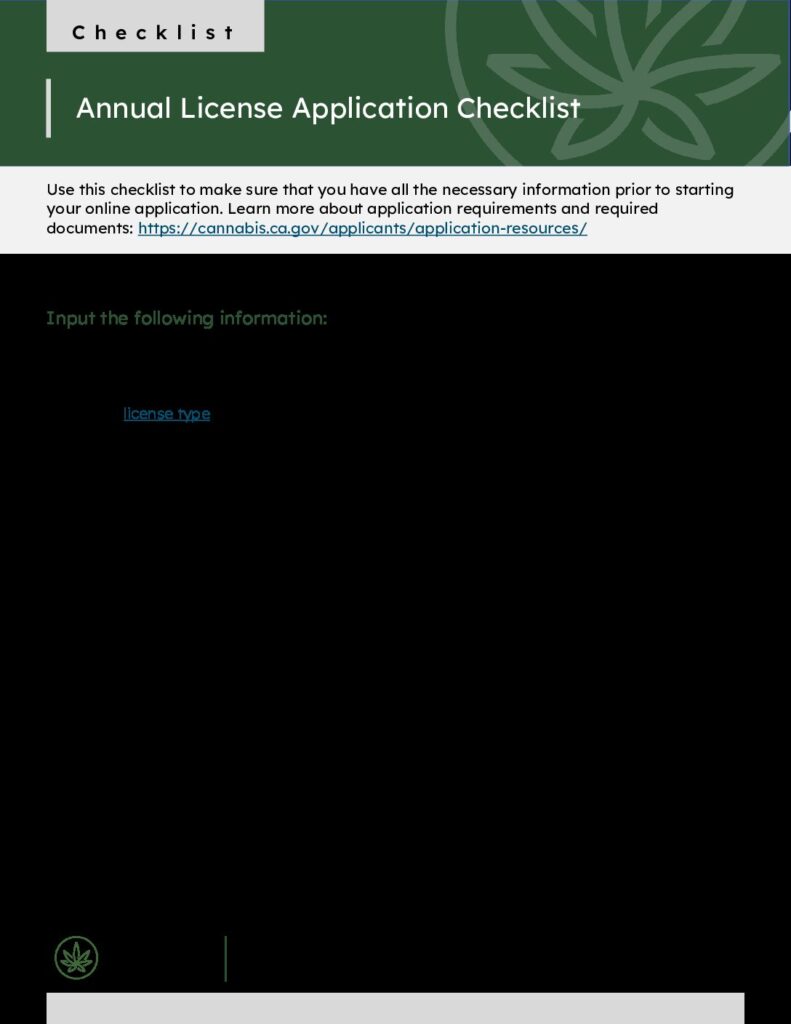 Checklist
Annual License Application Checklist
Use this checklist to make sure that you have all the necessary information prior to starting
your online application. Learn more about application requirements and required
documents: https://cannabis.ca.gov/applicants/application-resources/
Input the following information:
license type